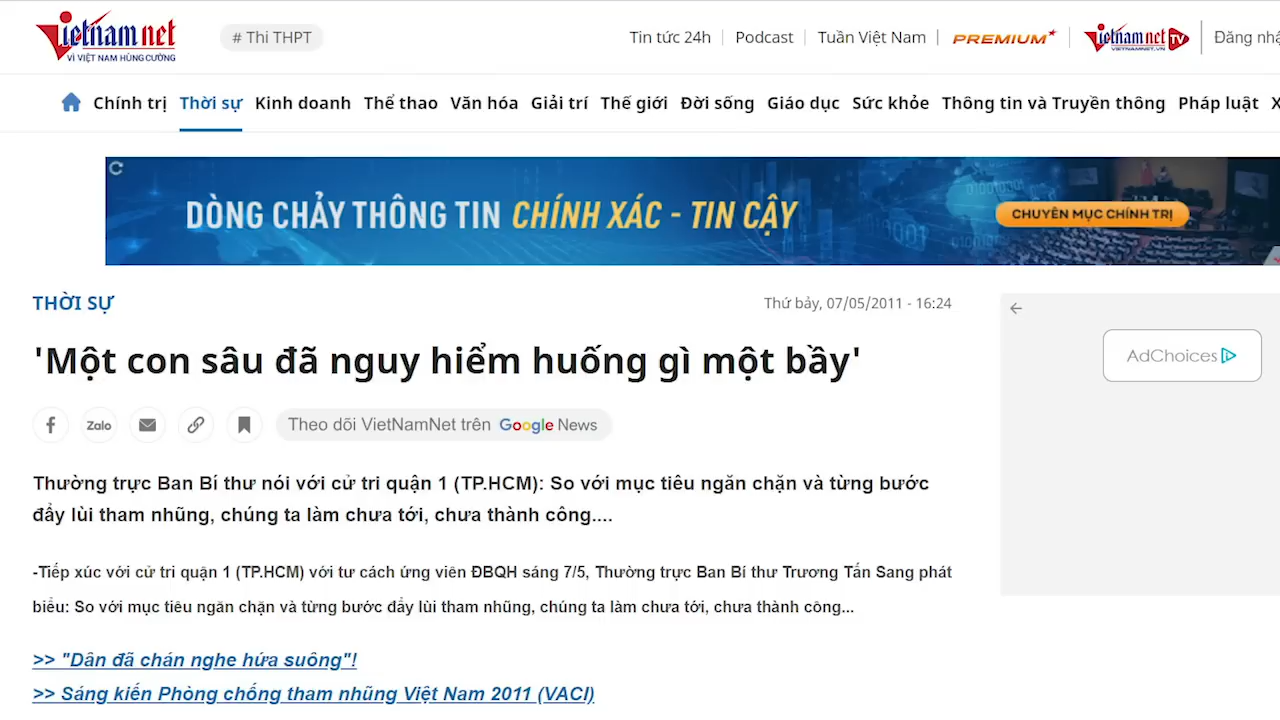 Vietnam net
VÌ VIỆT NAM HÙNG CƯỜNG
# Thi THPT
Tin tức 24h
Podcast
Tuần Việt Nam
PREMIUM
Vietnam net TV
VIETNAMNET.VN
Đăng nhậ
Chính trị Thời sự Kinh doanh Thể thao Văn hóa Giải trí Thế giới Đời sống Giáo dục Sức khỏe Thông tin và Truyền thông Pháp luật X
DÒNG CHẢY THÔNG TIN CHÍNH XÁC - TIN CẬY
CHUYÊN MỤC CHÍNH TRỊ
THỜI SỰ
Thứ bảy, 07/05/2011 - 16:24
'Một con sâu đã nguy hiểm huống gì một bầy'
Zalo
Theo dõi VietNamNet trên Google News
AdChoices
Thường trực Ban Bí thư nói với cử tri quận 1 (TP.HCM): So với mục tiêu ngăn chặn và từng bước
đẩy lùi tham nhũng, chúng ta làm chưa tới, chưa thành công....
-Tiếp xúc với cử tri quận 1 (TP.HCM) với tư cách ứng viên ĐBQH sáng 7/5, Thường trực Ban Bí thư Trương Tấn Sang phát
biểu: So với mục tiêu ngăn chặn và từng bước đẩy lùi tham nhũng, chúng ta làm chưa tới, chưa thành công...
>> "Dân đã chán nghe hứa suông"!
>> Sáng kiến Phòng chống tham nhũng Việt Nam 2011 (VACI)